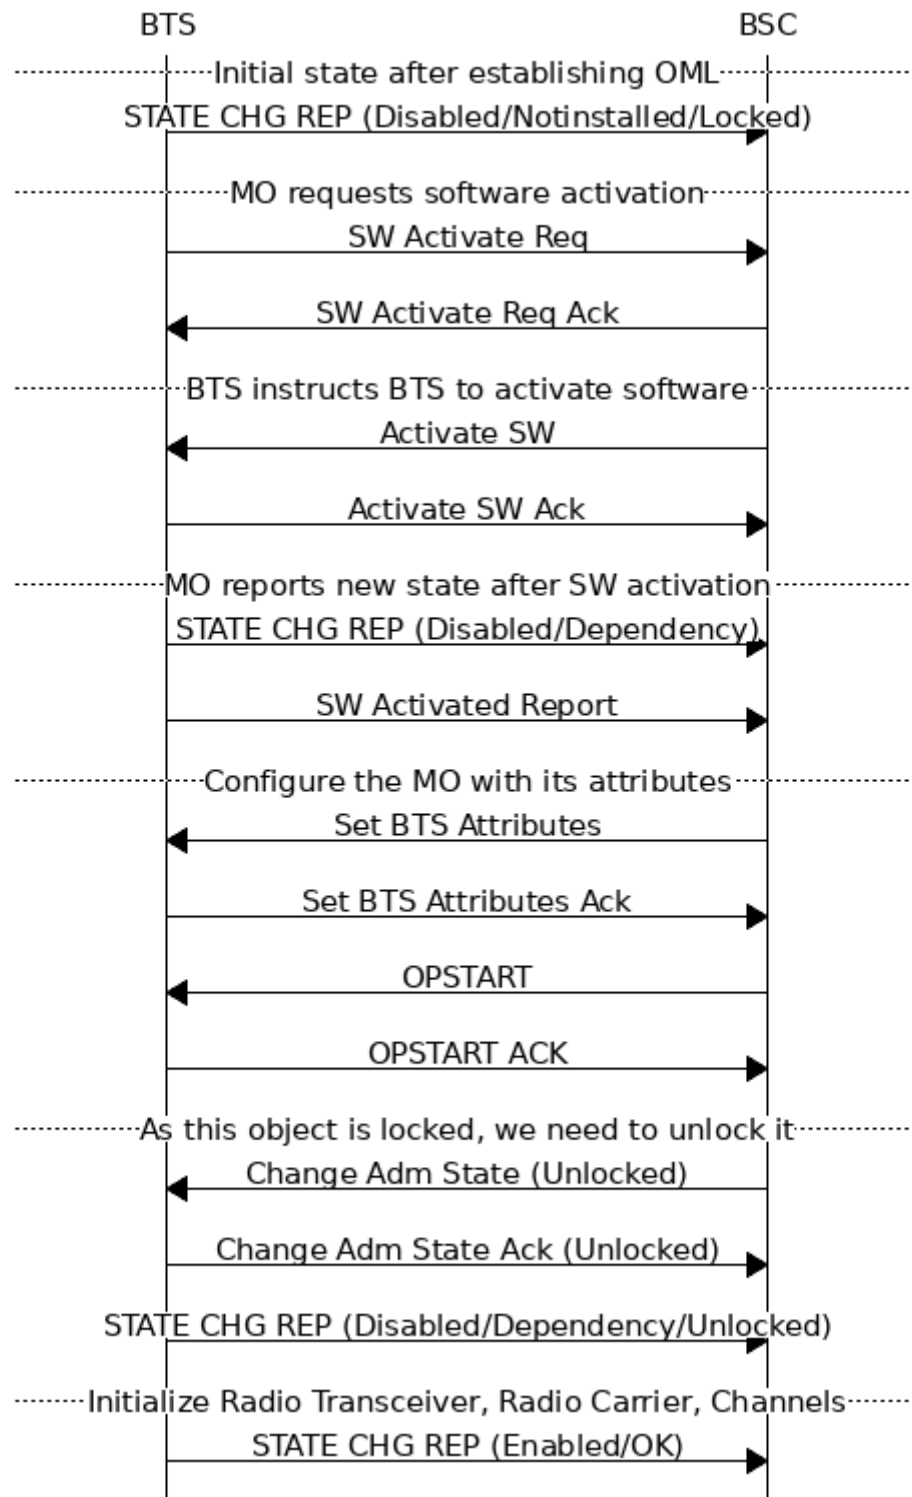 BTS BSC
Initial state after establishing OML
STATE CHG REP (Disabled/Notinstalled/Locked)
MO requests software activation
SW Activate Req
SW Activate Req Ack
BTS instructs BTS to activate software
Activate SW
Activate SW Ack
MO reports new state after SW activation
STATE CHG REP (Disabled/Dependency)
SW Activated Report
Configure the MO with its attributes
Set BTS Attributes
Set BTS Attributes Ack
OPSTART
OPSTART ACK
As this object is locked, we need to unlock it
Change Adm State (Unlocked)
Change Adm State Ack (Unlocked)
STATE CHG REP (Disabled/Dependency/Unlocked)
Initialize Radio Transceiver, Radio Carrier, Channels
STATE CHG REP (Enabled/OK)